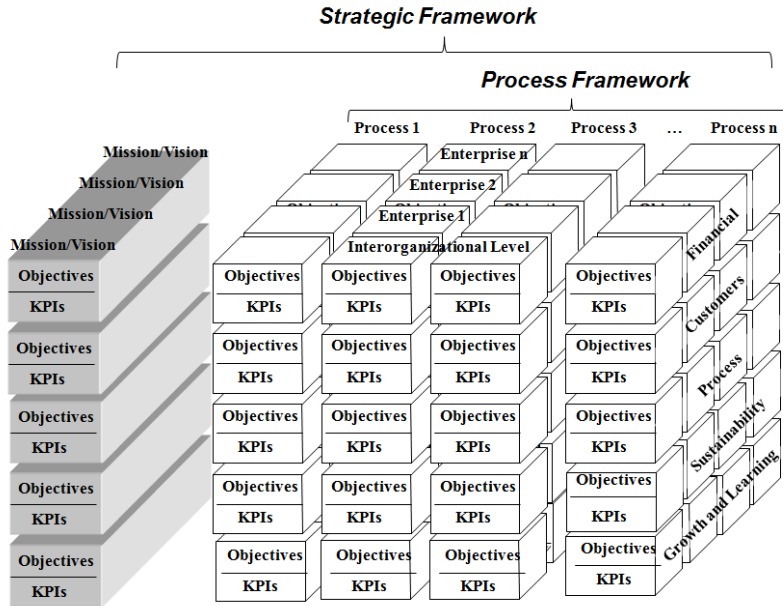 Strategic Framework
Process Framework
Process 1 Process 2 Process 3 … Process n
Mission/Vision Enterprise n
Mission/Vision Enterprise 2
Mission/Vision Enterprise 1
Mission/Vision Interorganizational Level
Objectives Objectives Objectives Objectives Objectives
KPIs KPIs KPIs KPIs KPIs
Financial
Objectives Objectives Objectives Objectives Objectives
KPIs KPIs KPIs KPIs KPIs
Customers
Objectives Objectives Objectives Objectives Objectives
KPIs KPIs KPIs KPIs KPIs
Process
Objectives Objectives Objectives Objectives Objectives
KPIs KPIs KPIs KPIs KPIs
Sustainability
Objectives Objectives Objectives Objectives Objectives
KPIs KPIs KPIs KPIs KPIs
Growth and Learning